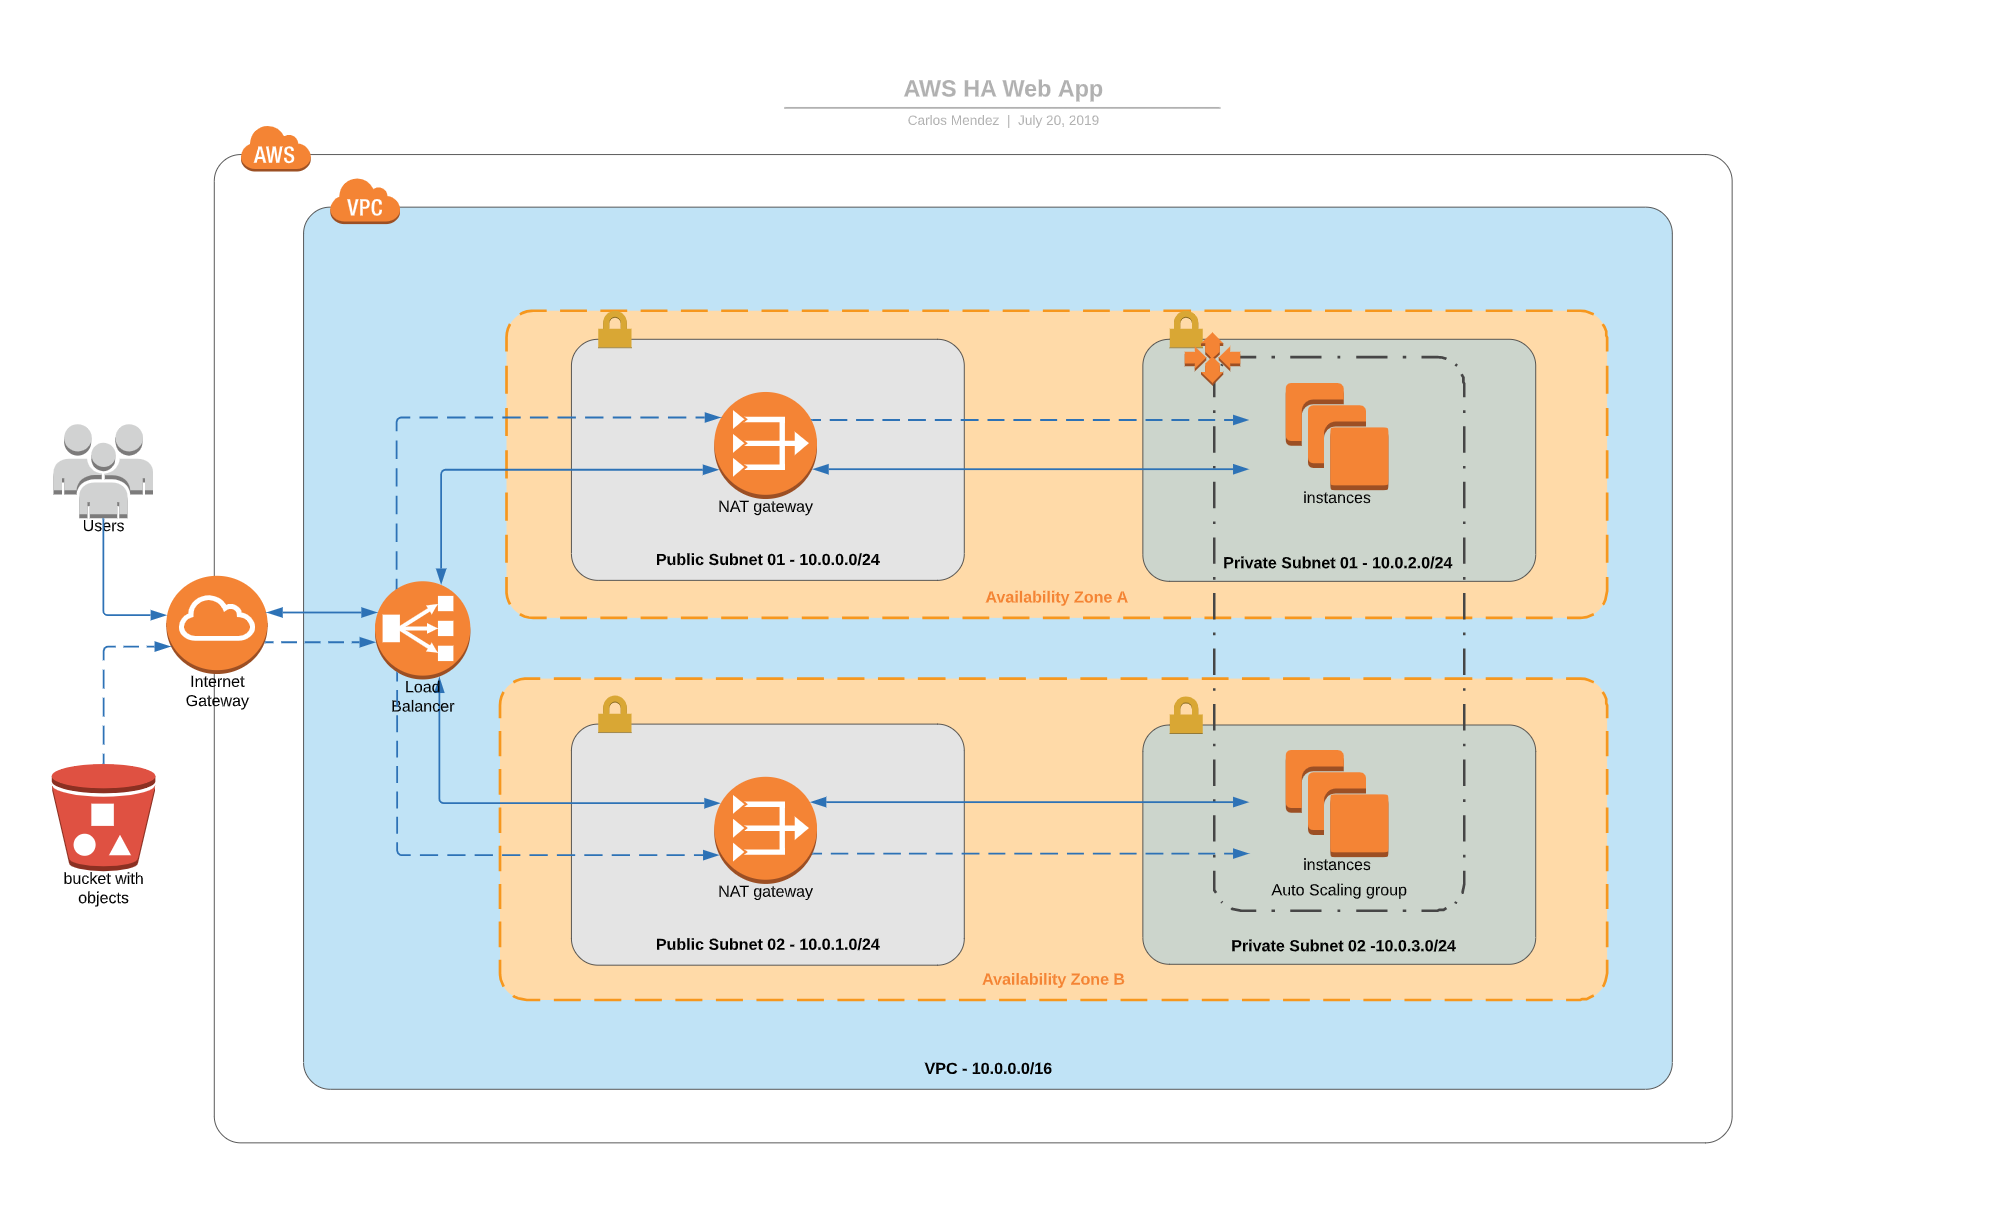 AWS HA Web App
Carlos Mendez | July 20, 2019
AWS
VPC
instances
NAT gateway
Users
Public Subnet 01 - 10.0.0.0/24
Private Subnet 01 - 10.0.2.0/24
Availability Zone A
Internet
Gateway
Load
Balancer
instances
bucket with
objects
NAT gateway
Auto Scaling group
Public Subnet 02 - 10.0.1.0/24
Private Subnet 02 -10.0.3.0/24
Availability Zone B
VPC - 10.0.0.0/16